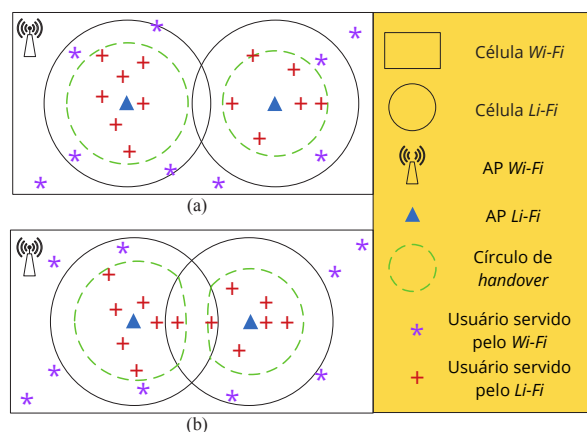 (a)
(b)
Célula Wi-Fi
Célula Li-Fi
AP Wi-Fi
AP Li-Fi
Círculo de
handover
Usuário servido
pelo Wi-Fi
Usuário servido
pelo Li-Fi